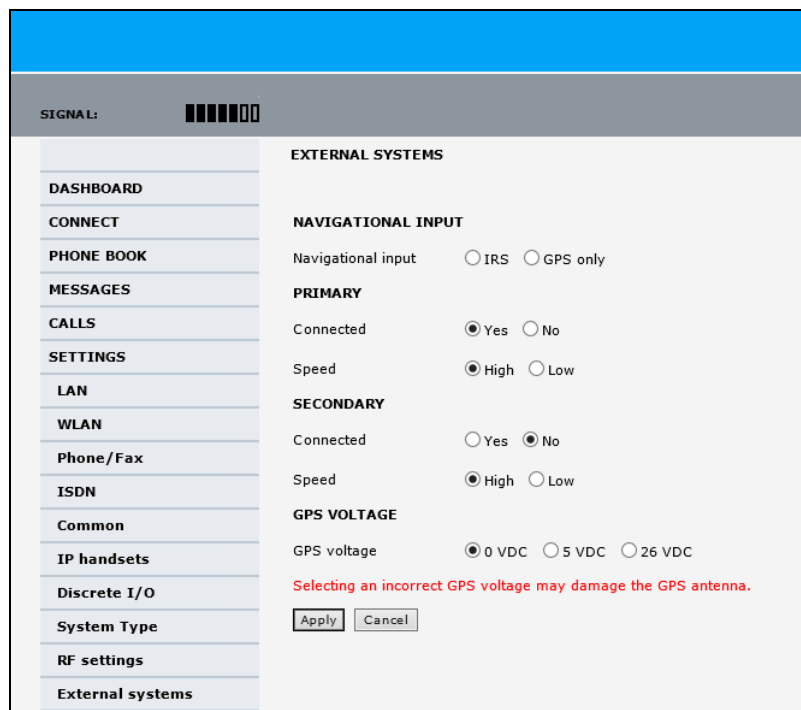 SIGNAL:
EXTERNAL SYSTEMS
DASHBOARD
CONNECT
PHONE BOOK
MESSAGES
CALLS
SETTINGS
LAN
WLAN
Phone/Fax
ISDN
Common
IP handsets
Discrete I/O
System Type
RF settings
External systems
NAVIGATIONAL INPUT
Navigational input IRS GPS only
PRIMARY
Connected Yes No
Speed High Low
SECONDARY
Connected Yes No
Speed High Low
GPS VOLTAGE
GPS voltage 0 VDC 5 VDC 26 VDC
Selecting an incorrect GPS voltage may damage the GPS antenna.
Apply Cancel